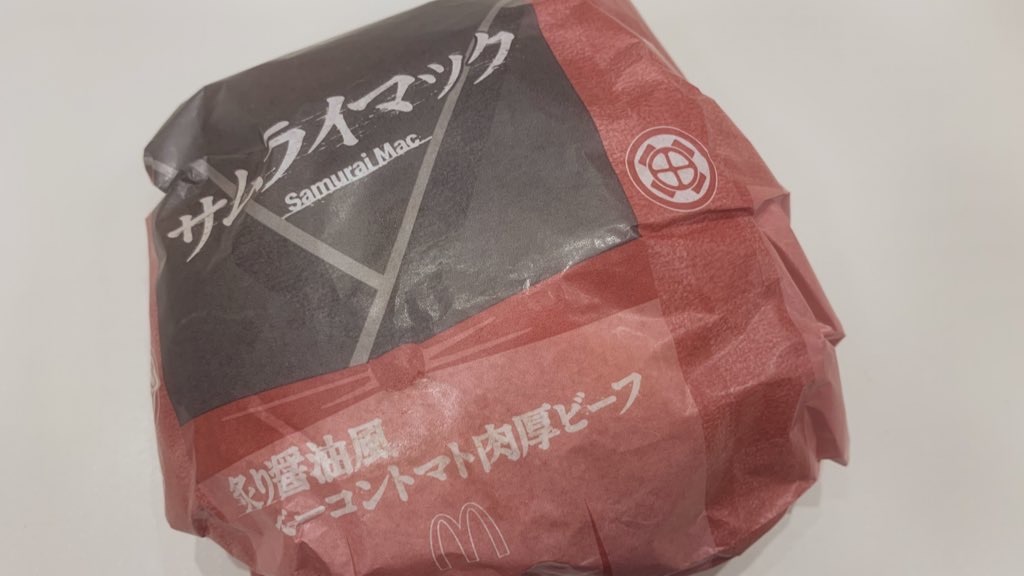 サムライマック
Samurai Mac
炙り醤油風
ベーコントマト肉厚ビーフ